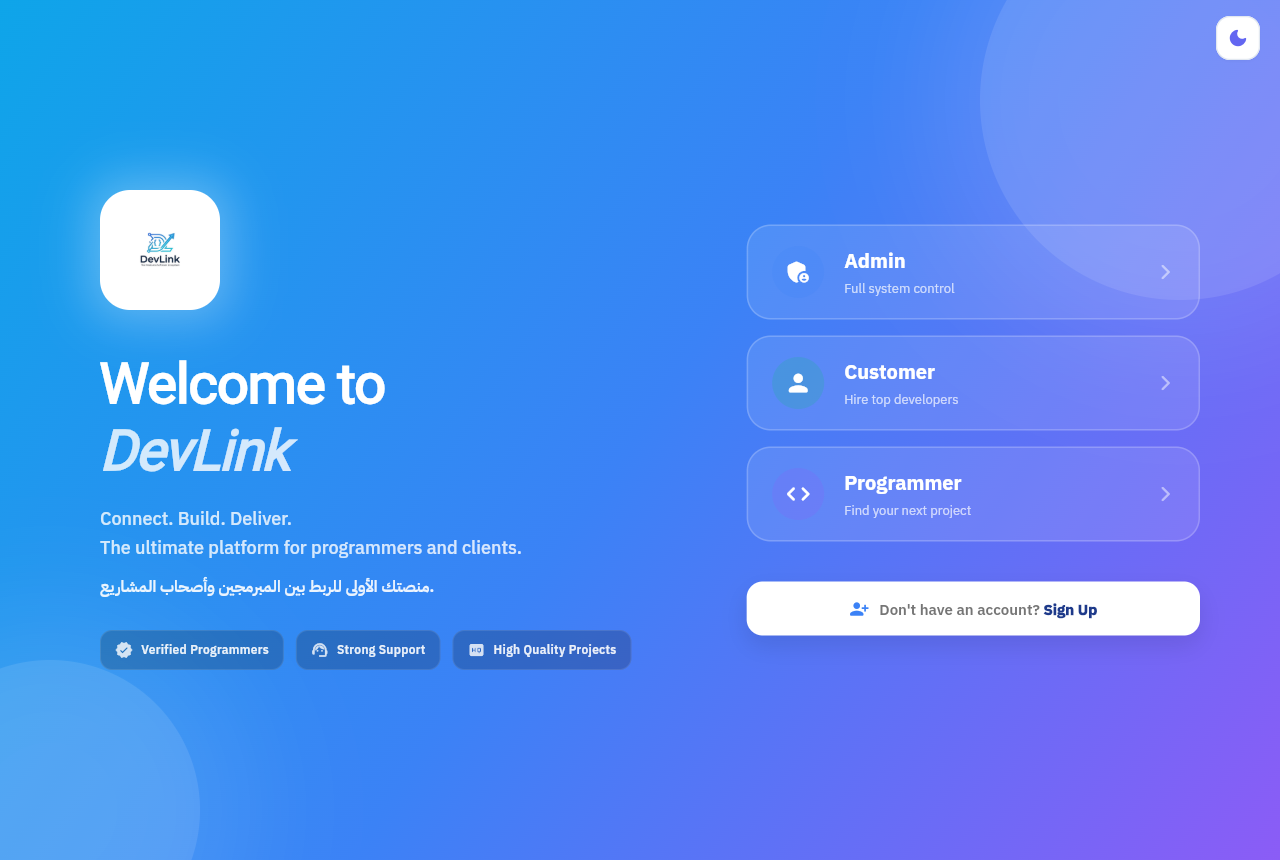 DevLink
Welcome to
DevLink
Connect. Build. Deliver.
The ultimate platform for programmers and clients.
منصتك الأولى للربط بين المبرمجين وأصحاب المشاريع.
Verified Programmers
Strong Support
HQ High Quality Projects
Admin
Full system control
Customer
Hire top developers
Programmer
Find your next project
Don't have an account? Sign Up